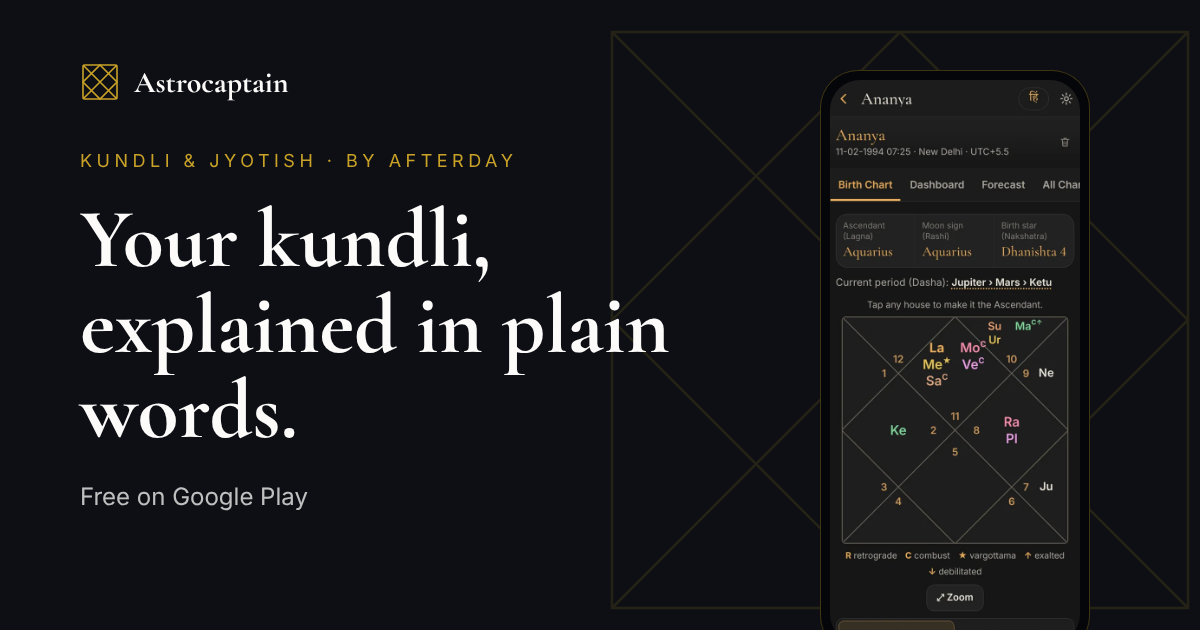 Astrocaptain
KUNDLI & JYOTISH · BY AFTERDAY
Your kundli,
explained in plain
words.
Free on Google Play
Ananya
हिं
Ananya
11-02-1994 07:25 · New Delhi · UTC+5.5
Birth Chart Dashboard Forecast All Char
Ascendant (Lagna)
Aquarius
Moon sign (Rashi)
Aquarius
Birth star (Nakshatra)
Dhanishta 4
Current period (Dasha): Jupiter › Mars › Ketu
Tap any house to make it the Ascendant.
Su Ma C↑
Ur
La Mo C
Me★ Ve C
Sa C
12 10
1 9 Ne
11
Ke 2 8 Ra
Pl
5
3 7 Ju
4 6
R retrograde C combust ★ vargottama ↑ exalted
↓ debilitated
Zoom